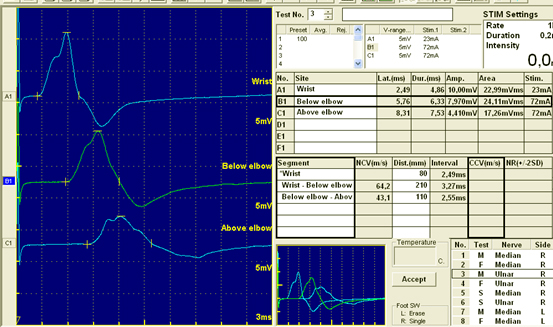 Test No. 3
STIM Settings
Preset Avg. Rej.
V-range... Stim.1 Stim.2
Rate
1 100
A1 5mV 23mA
Duration 0,2
2
B1 5mV 72mA
Intensity
3
C1 5mV 72mA
4
0,0
No. Site Lat.(ms) Dur.(ms) Amp. Area Stim.
A1 Wrist 2,49 4,86 10,00mV 22,99mVms 23mA
B1 Below elbow 5,76 6,33 7,970mV 24,11mVms 72mA
C1 Above elbow 8,31 7,53 4,410mV 17,26mVms 72mA
D1
E1
F1
A1
Wrist
5mV
B1
Below elbow
5mV
C1
Above elbow
5mV
3ms
Segment NCV(m/s) Dist.(mm) Interval CCV(m/s) NR(+/-2SD)
"Wrist 80 2,49ms
Wrist - Below elbow 64,2 210 3,27ms
Below elbow - Abov 43,1 110 2,55ms
Temperature
C.
Accept
Foot SW
L: Erase
R: Single
No. Test Nerve Side
1 M Median R
2 F Median R
3 M Ulnar R
4 F Ulnar R
5 S Median R
6 S Ulnar R
7 M Median L
8 F Median L